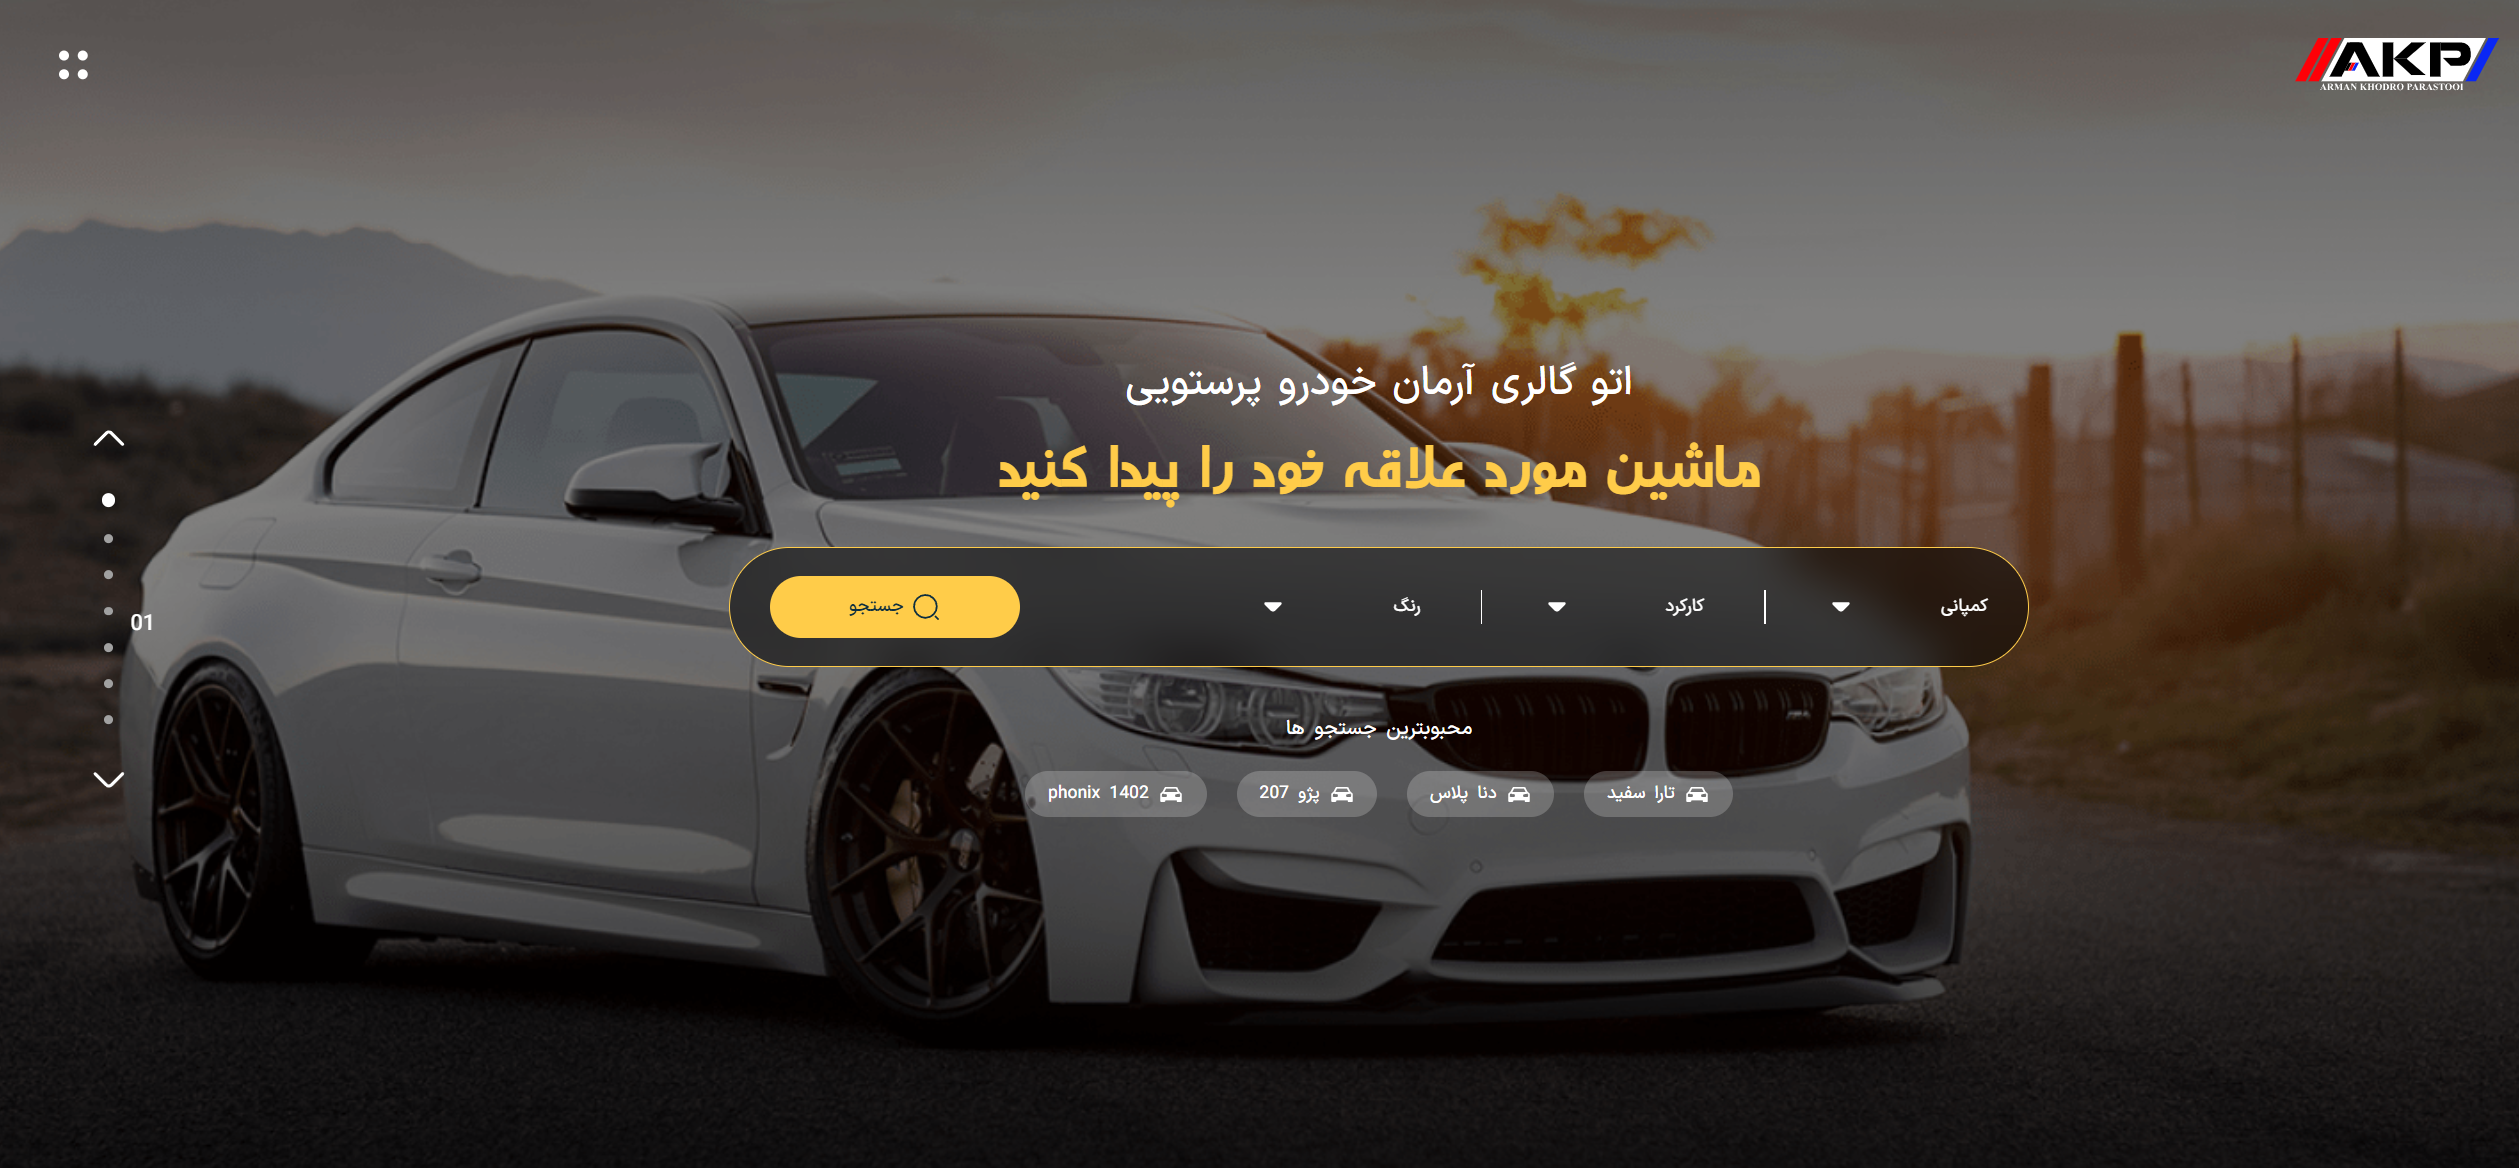 AKP
ARMAN KHODRO PARASTOOI
اتو گالری آرمان خودرو پرستویی
ماشین مورد علاقه خود را پیدا کنید
کمپانی
کارکرد
رنگ
جستجو
01
محبوبترین جستجو ها
تارا سفید
دنا پلاس
پژو 207
phonix 1402